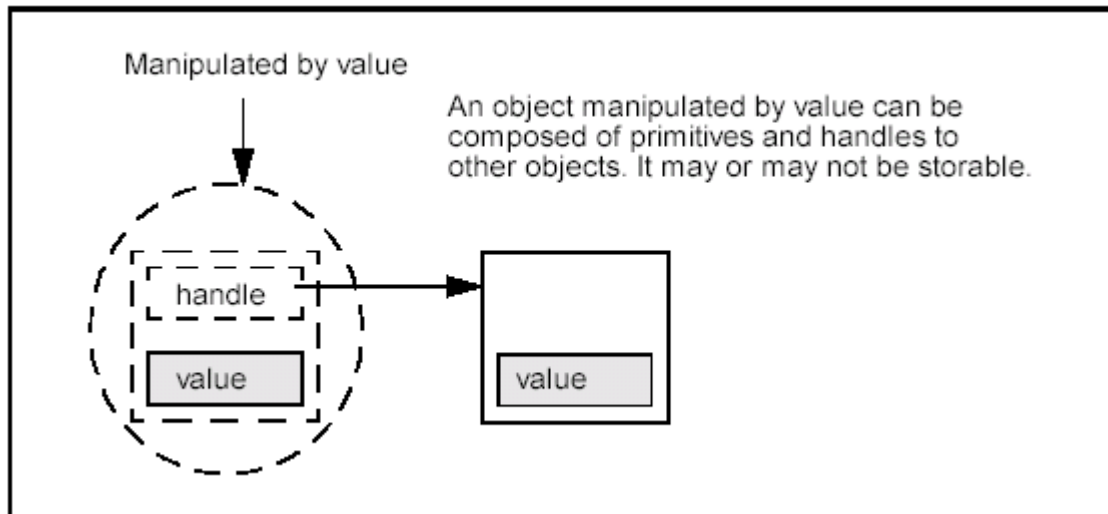 Manipulated by value
An object manipulated by value can be
composed of primitives and handles to
other objects. It may or may not be storable.
handle
value
value